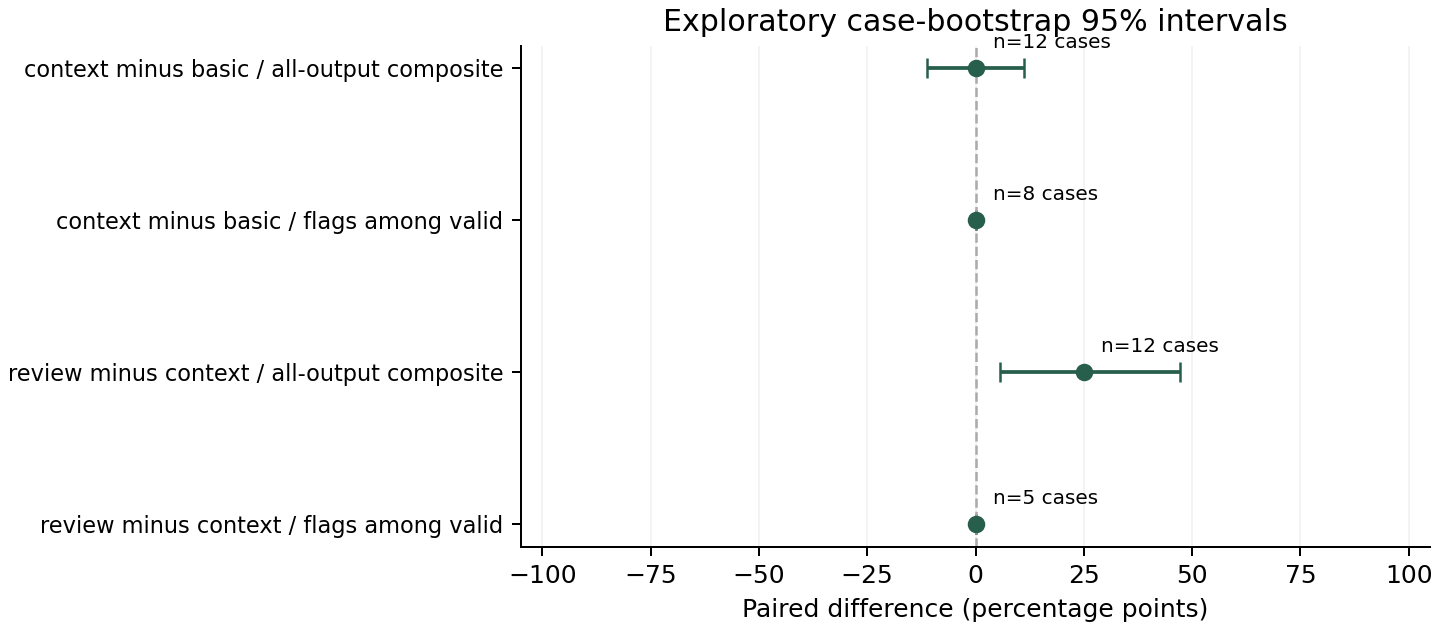 Exploratory case-bootstrap 95% intervals
context minus basic / all-output composite
n=12 cases
context minus basic / flags among valid
n=8 cases
review minus context / all-output composite
n=12 cases
review minus context / flags among valid
n=5 cases
−100 −75 −50 −25 0 25 50 75 100
Paired difference (percentage points)